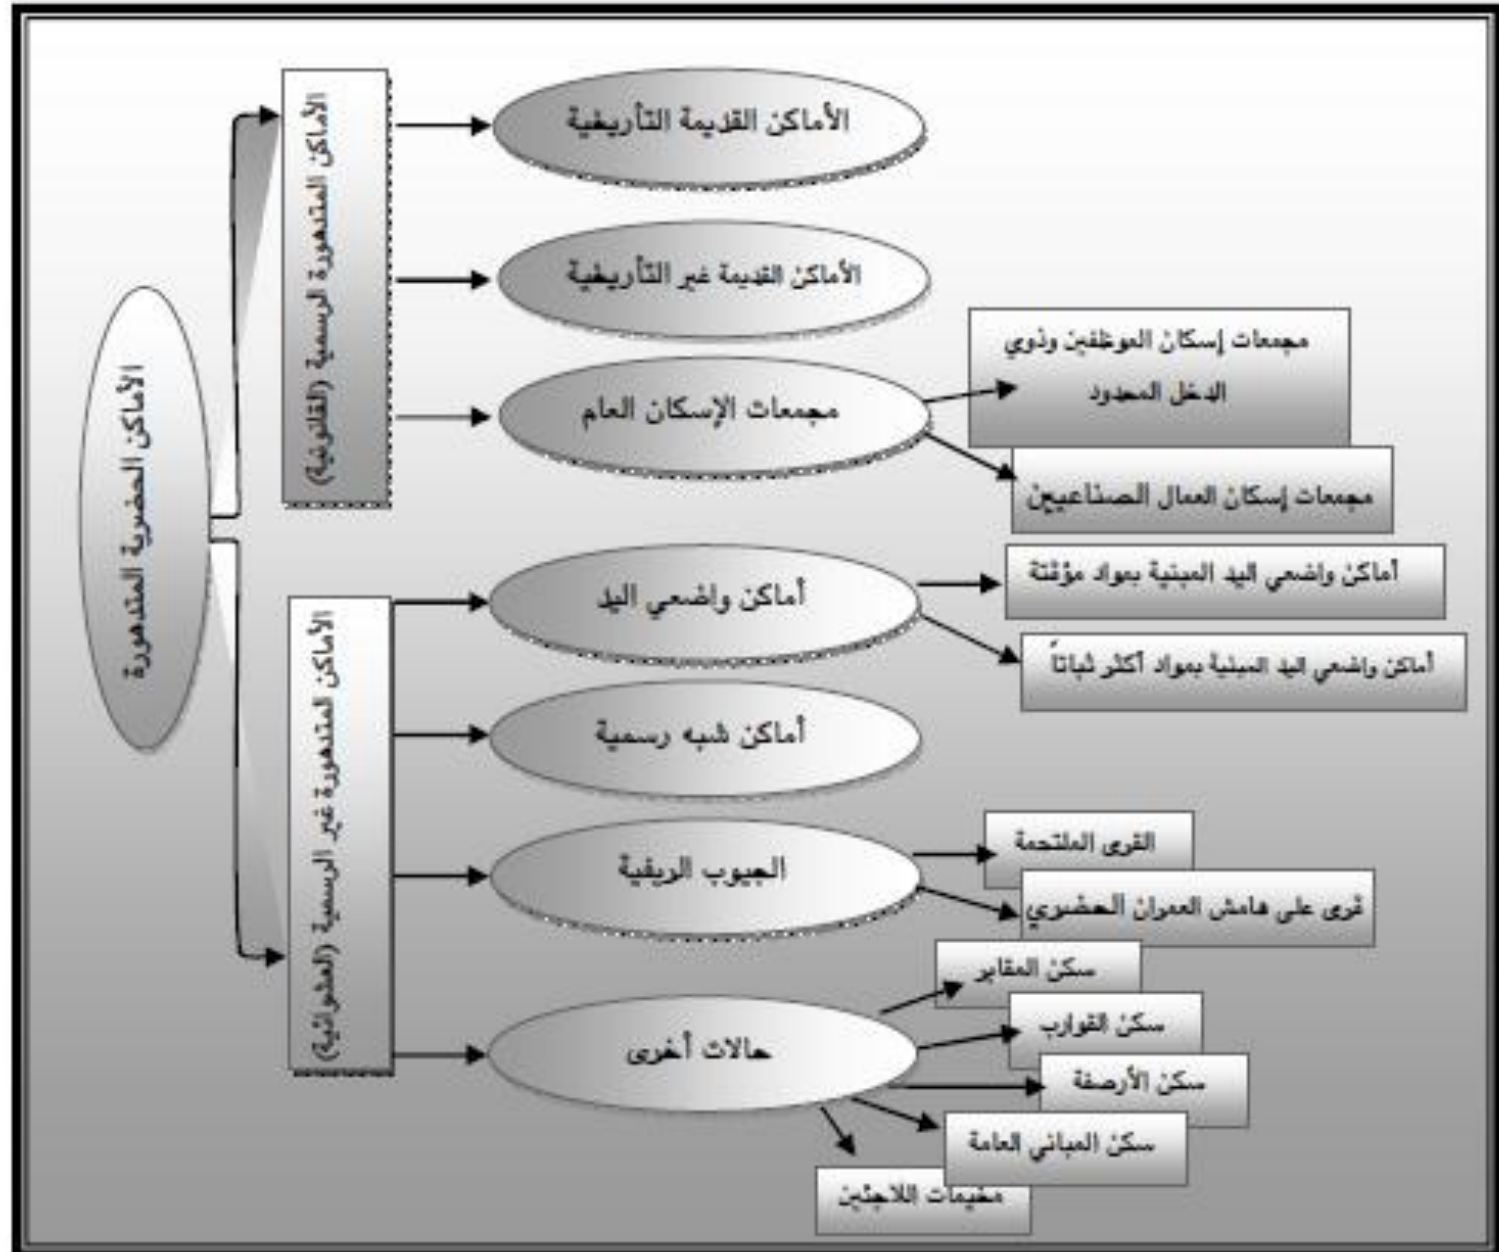 الأماكن الحضرية المتدهورة
الأماكن المتدهورة الرسمية (القانونية)
الأماكن القديمة التأريخية
الأماكن القديمة غير التأريخية
مجمعات الإسكان العام
مجمعات إسكان الموظفين وذوي
الدخل المحدود
مجمعات إسكان العمال الصناعيين
الأماكن المتدهورة غير الرسمية (العشوائية)
أماكن واضعي اليد
أماكن واضعي اليد المبنية بمواد مؤقتة
أماكن واضعي اليد المبنية بمواد أكثر ثباتاً
أماكن شبه رسمية
الجيوب الريفية
القرى الملتحمة
قرى على هامش العمران الحضري
حالات أخرى
سكن المقابر
سكن القوارب
سكن الأرصفة
سكن المباني العامة
مخيمات اللاجئين